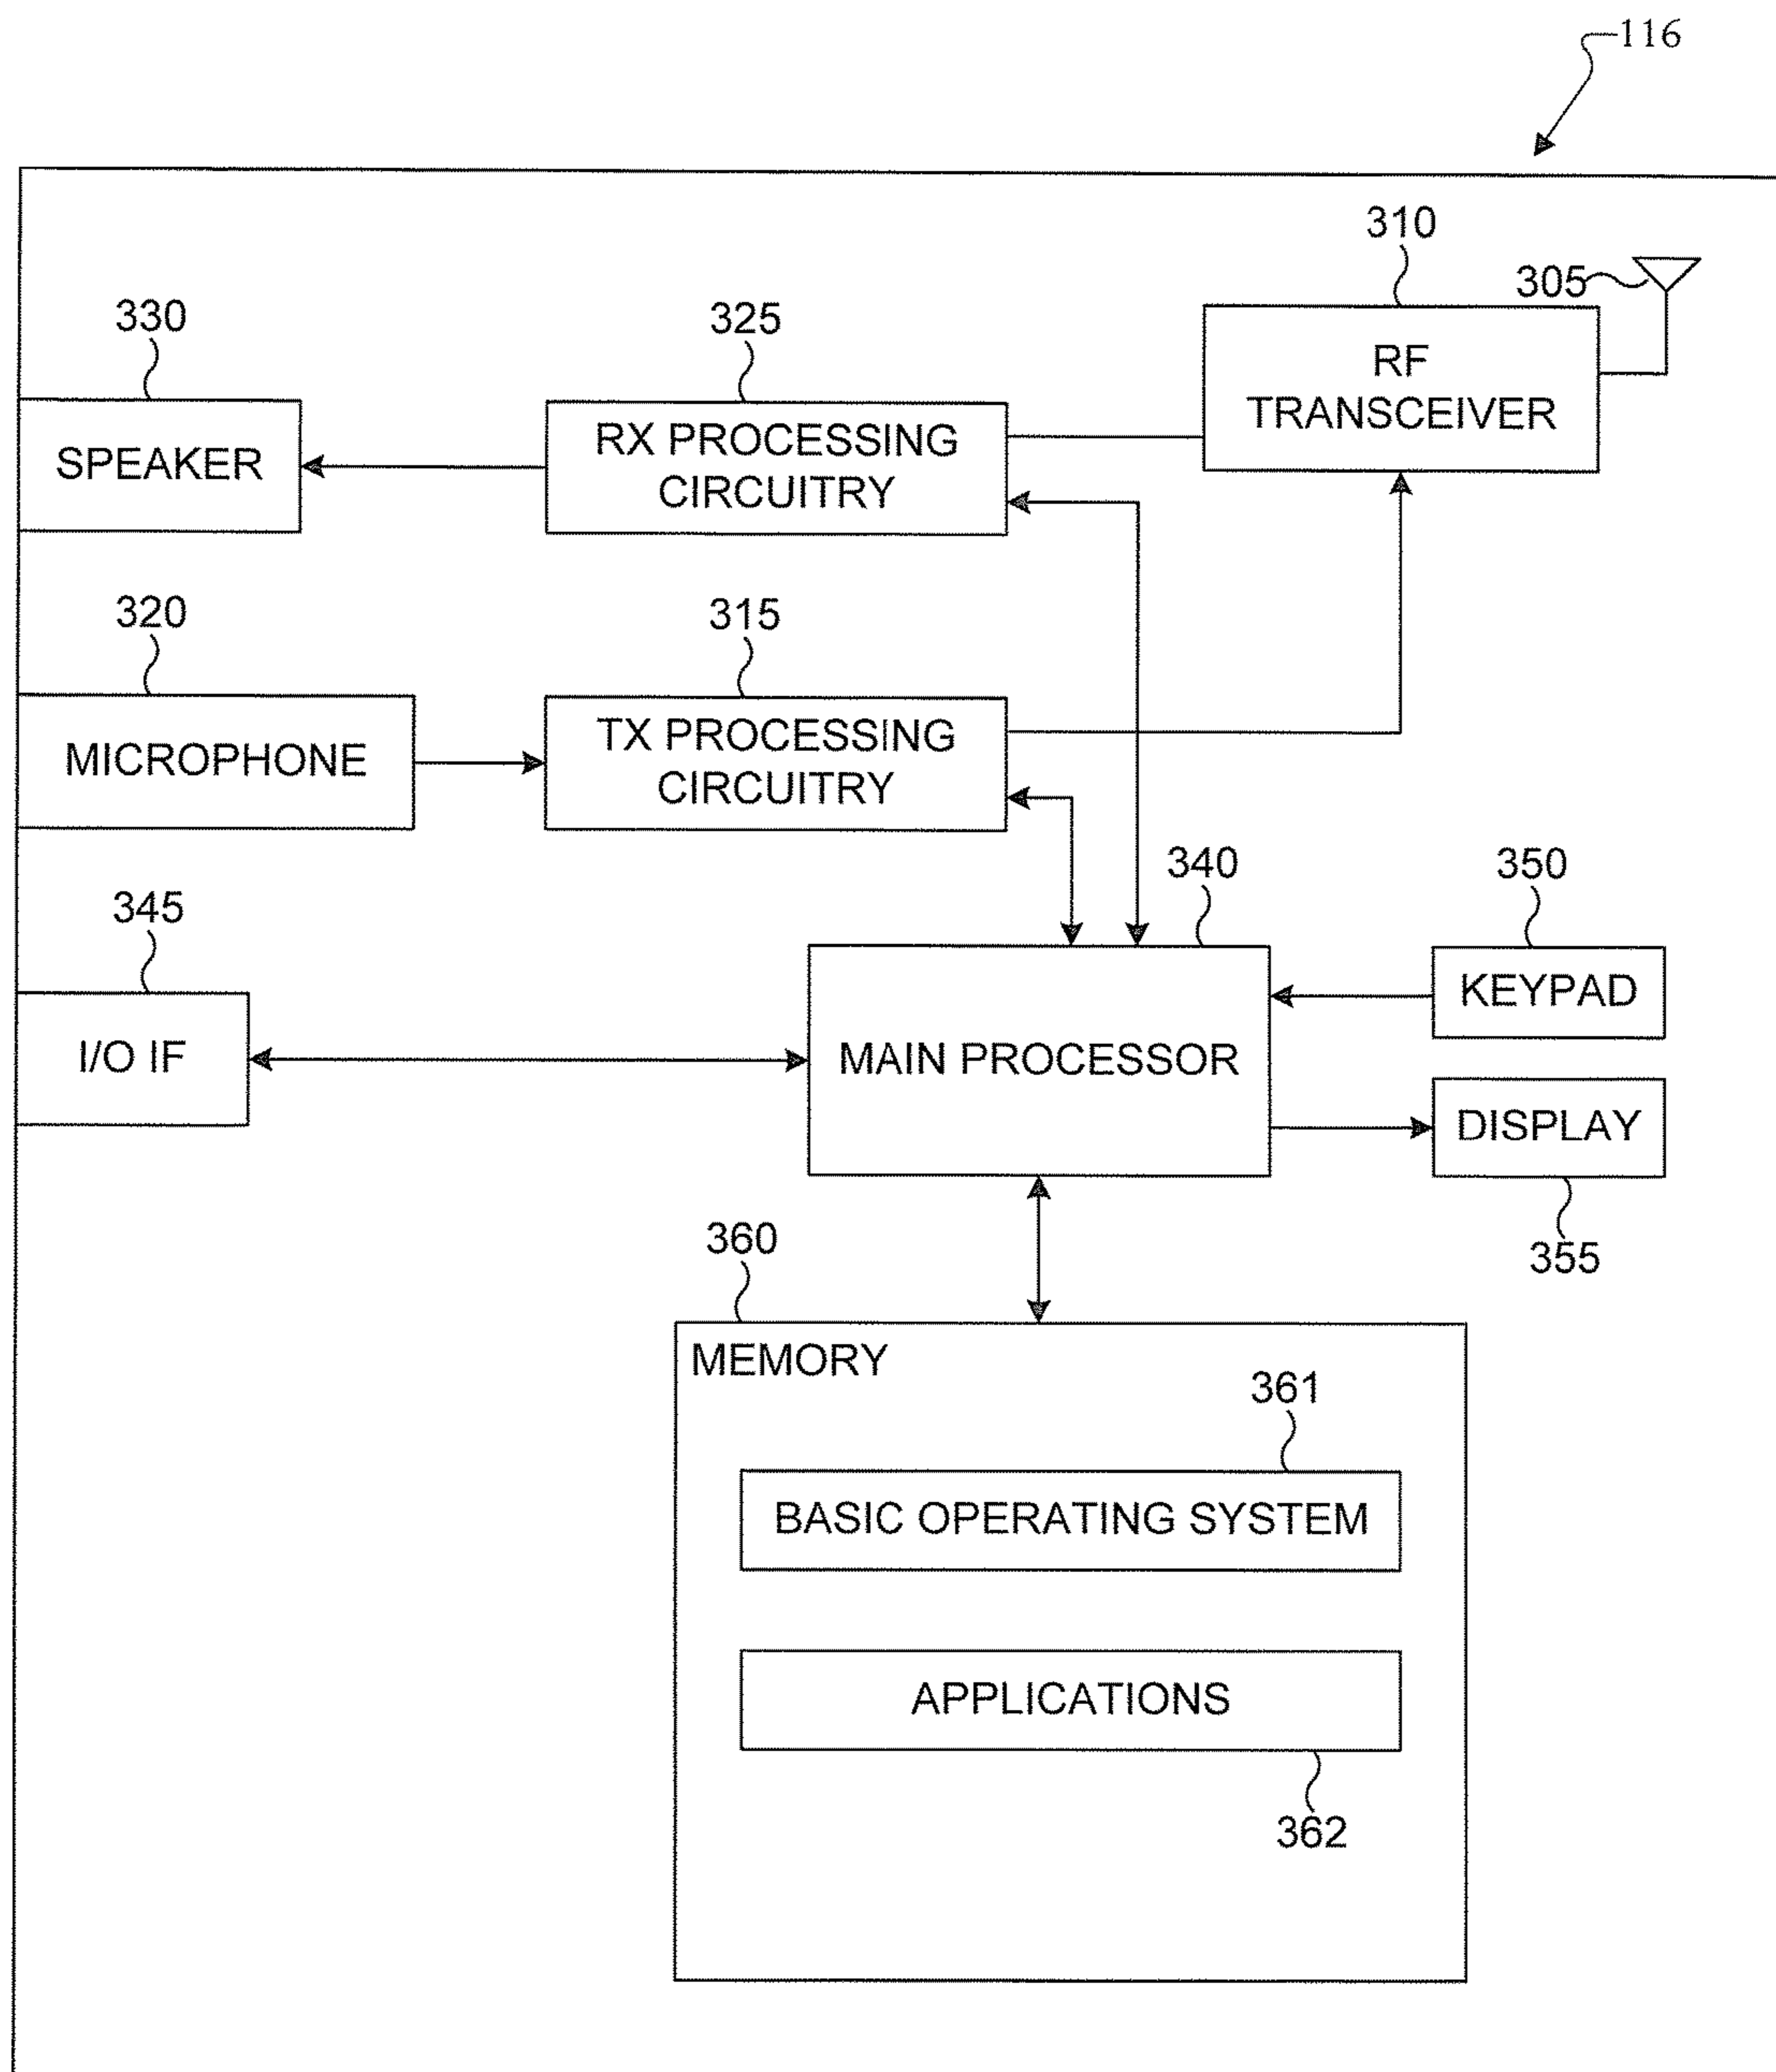 116
310
305
330
325
RF
TRANSCEIVER
SPEAKER
RX PROCESSING
CIRCUITRY
320
315
MICROPHONE
TX PROCESSING
CIRCUITRY
340
350
345
KEYPAD
I/O IF
MAIN PROCESSOR
DISPLAY
355
360
MEMORY
361
BASIC OPERATING SYSTEM
APPLICATIONS
362